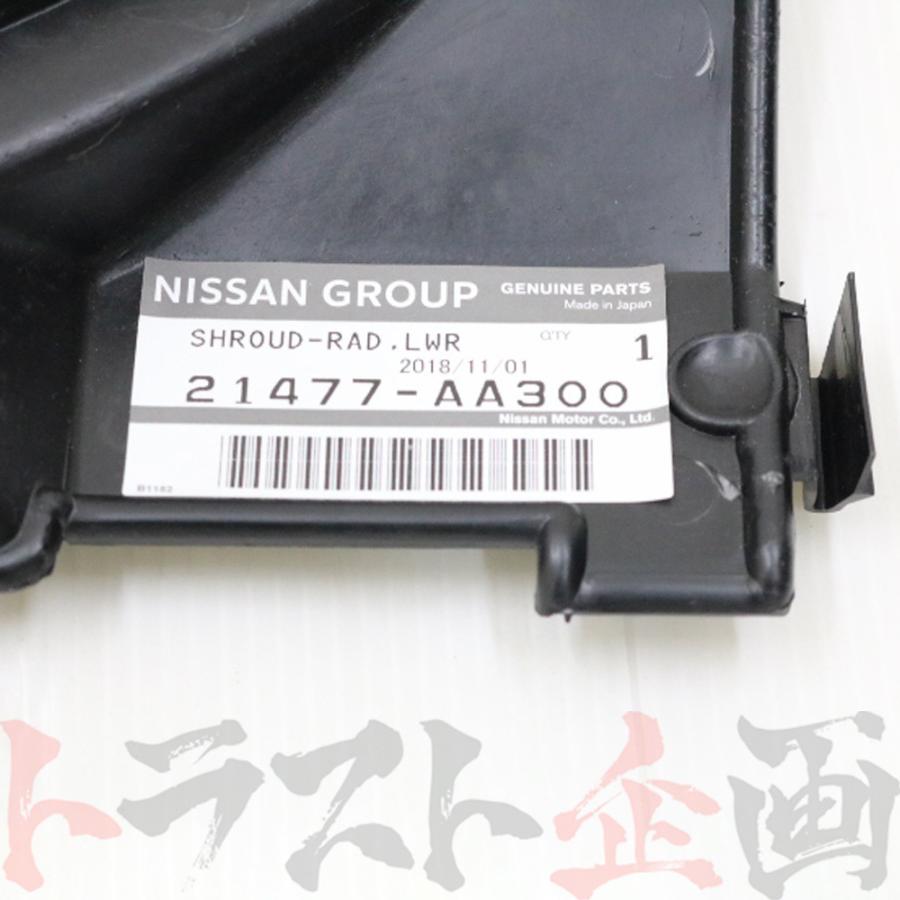 NISSAN GROUP
GENUINE PARTS
Made in Japan
SHROUD-RAD.LWR
Q'TY
1
2018/11/01
21477-AA300
Nissan Motor Co., Ltd.
B1182
トラスト企画